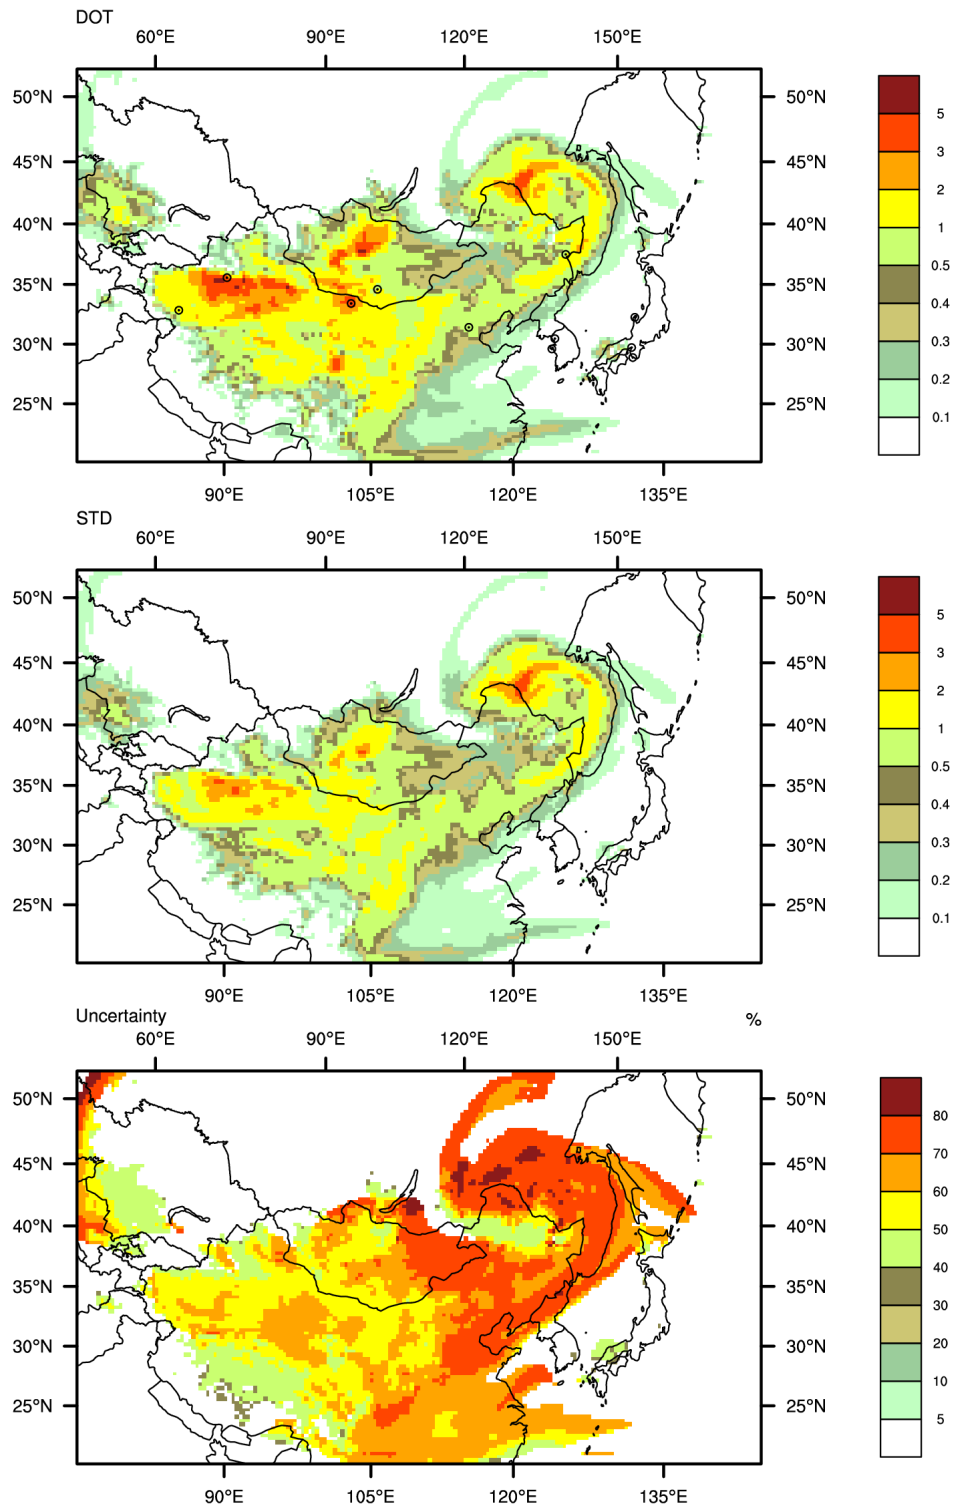 DOT
60°E 90°E 120°E 150°E
50°N 50°N 5
45°N 45°N 3
2
40°N 40°N 1
35°N 35°N 0.5
0.4
30°N 30°N 0.3
0.2
25°N 25°N 0.1
90°E 105°E 120°E 135°E
STD
60°E 90°E 120°E 150°E
50°N 50°N 5
45°N 45°N 3
2
40°N 40°N 1
35°N 35°N 0.5
0.4
30°N 30°N 0.3
0.2
25°N 25°N 0.1
90°E 105°E 120°E 135°E
Uncertainty %
60°E 90°E 120°E 150°E
50°N 50°N 80
45°N 45°N 70
60
40°N 40°N 50
35°N 35°N 40
30
30°N 30°N 20
10
25°N 25°N 5
90°E 105°E 120°E 135°E